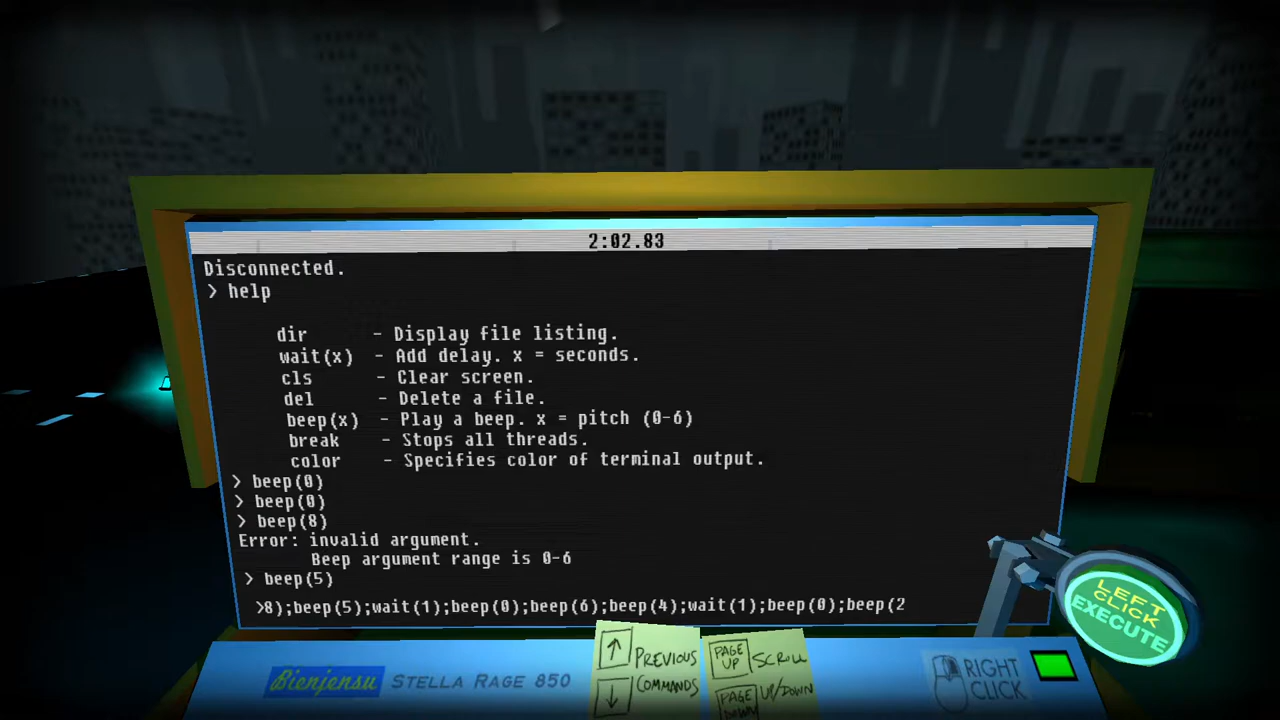 2:02.83
Disconnected.
> help
dir - Display file listing.
wait(x) - Add delay. x = seconds.
cls - Clear screen.
del - Delete a file.
beep(x) - Play a beep. x = pitch (0-6)
break - Stops all threads.
color - Specifies color of terminal output.
> beep(0)
> beep(0)
> beep(8)
Error: invalid argument.
Beep argument range is 0-6
> beep(5)
>8);beep(5);wait(1);beep(0);beep(6);beep(4);wait(1);beep(0);beep(2
LEFT
CLICK
EXECUTE
Bienjensu STELLA RAGE 850
↑ PREVIOUS
↓ COMMANDS
PAGE
UP SCROLL
PAGE
DOWN UP/DOWN
RIGHT
CLICK